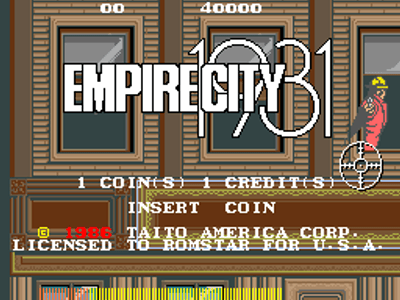 00 40000
1931
EMPIRE CITY
1 COIN(S) 1 CREDIT(S)
INSERT COIN
© 1986 TAITO AMERICA CORP.
LICENSED TO ROMSTAR FOR U.S.A.